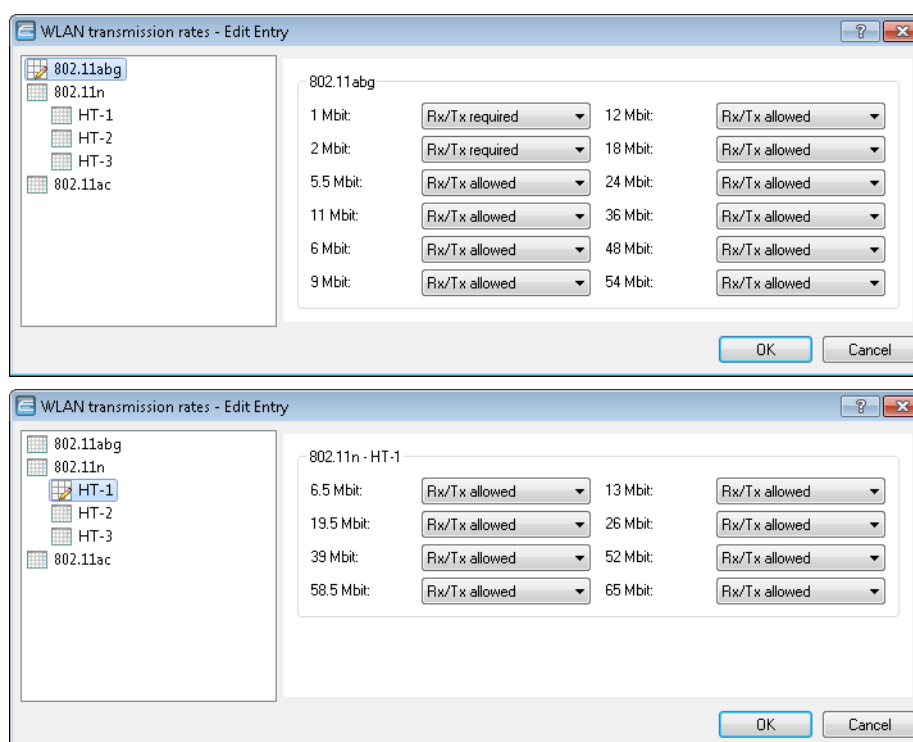 WLAN transmission rates - Edit Entry
802.11abg
802.11n
HT-1
HT-2
HT-3
802.11ac
802.11abg
1 Mbit: Rx/Tx required 12 Mbit: Rx/Tx allowed
2 Mbit: Rx/Tx required 18 Mbit: Rx/Tx allowed
5.5 Mbit: Rx/Tx allowed 24 Mbit: Rx/Tx allowed
11 Mbit: Rx/Tx allowed 36 Mbit: Rx/Tx allowed
6 Mbit: Rx/Tx allowed 48 Mbit: Rx/Tx allowed
9 Mbit: Rx/Tx allowed 54 Mbit: Rx/Tx allowed
OK Cancel
WLAN transmission rates - Edit Entry
802.11abg
802.11n
HT-1
HT-2
HT-3
802.11ac
802.11n - HT-1
6.5 Mbit: Rx/Tx allowed 13 Mbit: Rx/Tx allowed
19.5 Mbit: Rx/Tx allowed 26 Mbit: Rx/Tx allowed
39 Mbit: Rx/Tx allowed 52 Mbit: Rx/Tx allowed
58.5 Mbit: Rx/Tx allowed 65 Mbit: Rx/Tx allowed
OK Cancel